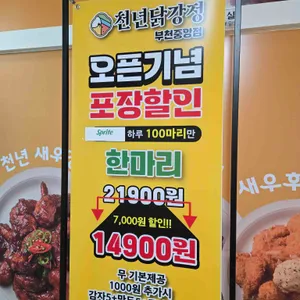 천년닭강정
부천중앙점
오픈기념
포장할인
Sprite 하루 100마리만
한마리
21900원
7,000원 할인!!
14900원
무 기본제공
1000원 추가시
천년 새우
새우후